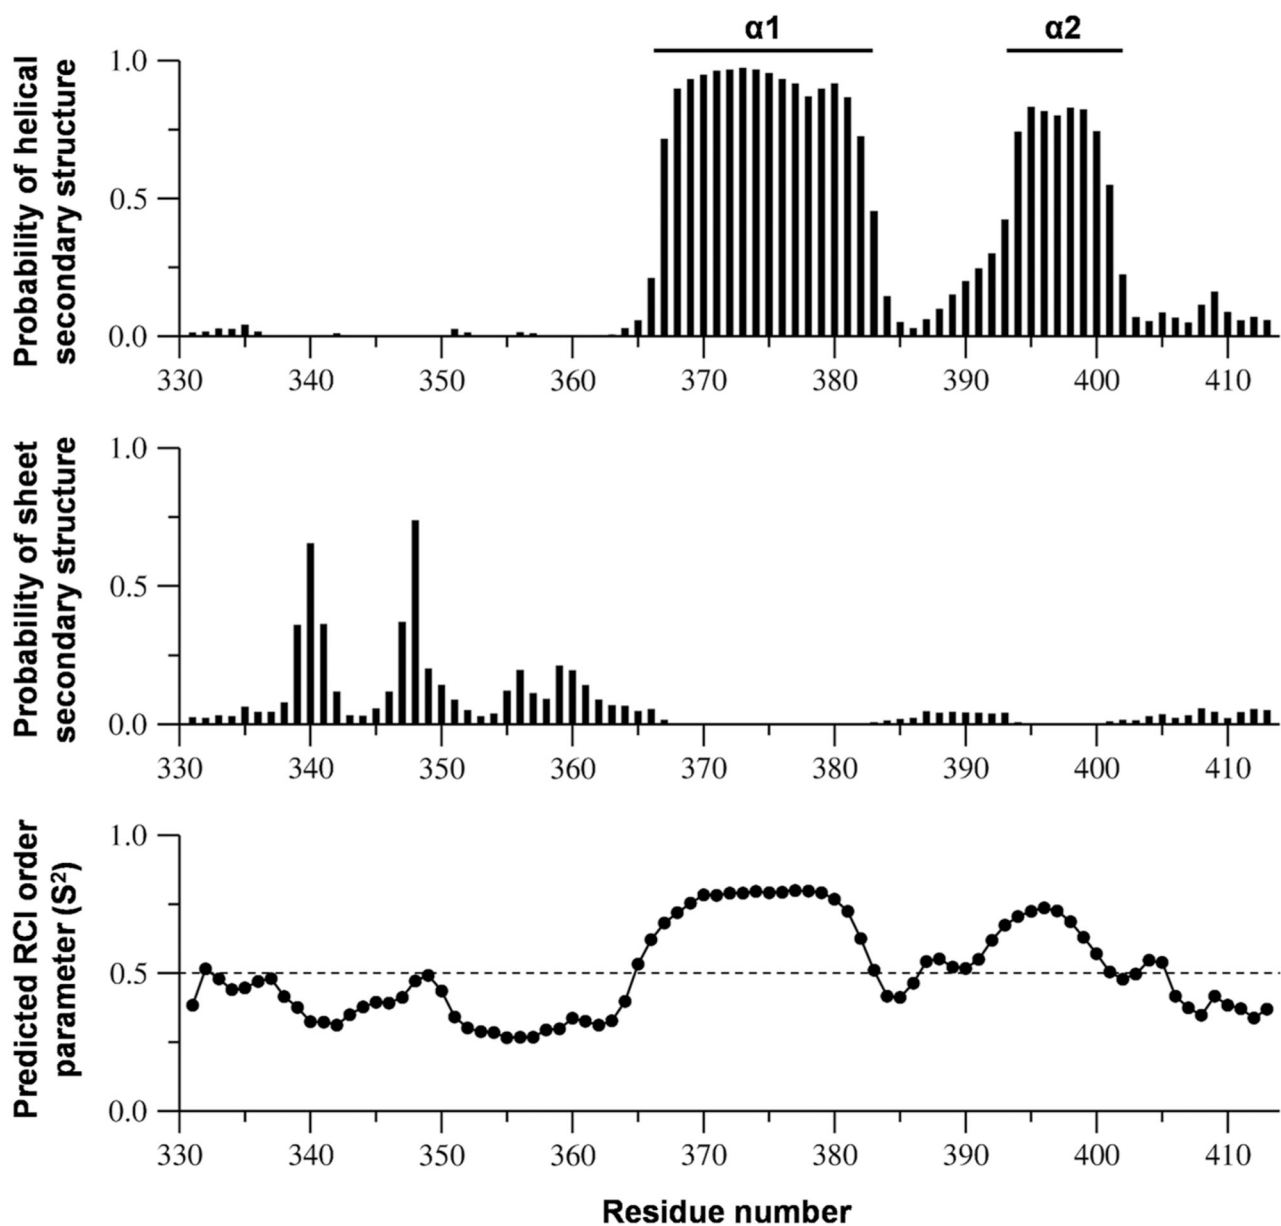 α1 α2
Probability of helical
secondary structure
1.0
0.5
0.0
330 340 350 360 370 380 390 400 410
Probability of sheet
secondary structure
1.0
0.5
0.0
330 340 350 360 370 380 390 400 410
Predicted RCI order
parameter (S²)
1.0
0.5
0.0
330 340 350 360 370 380 390 400 410
Residue number